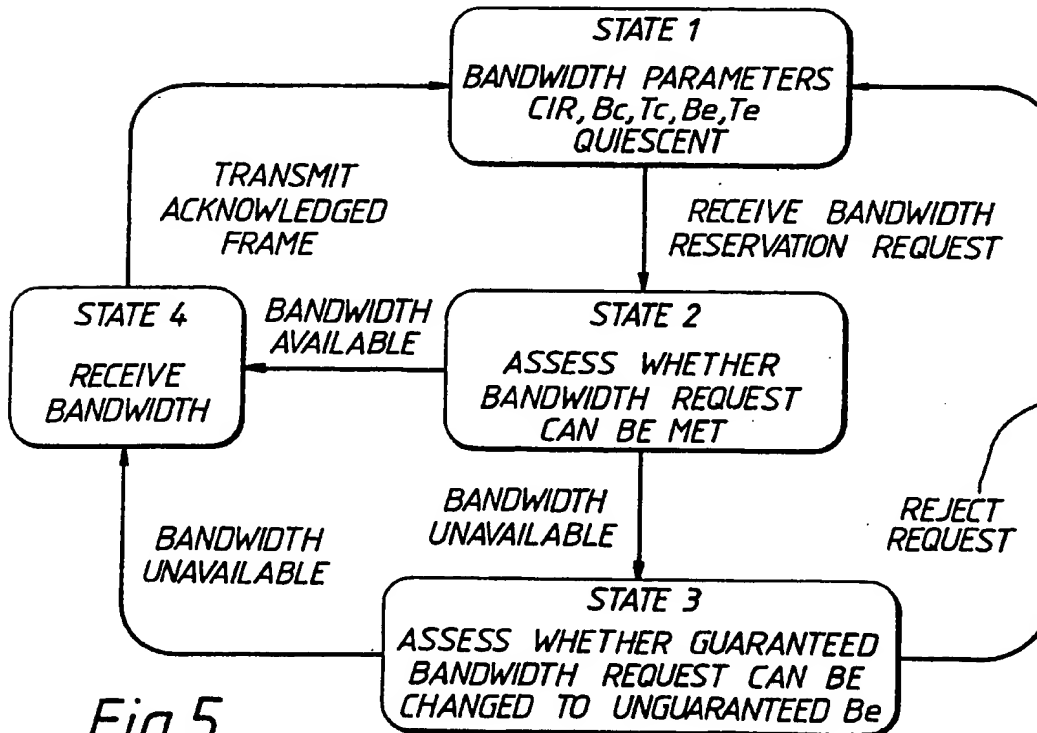 STATE 1
BANDWIDTH PARAMETERS
CIR, Bc, Tc, Be, Te
QUIESCENT
TRANSMIT
ACKNOWLEDGED
FRAME
RECEIVE BANDWIDTH
RESERVATION REQUEST
STATE 4
RECEIVE
BANDWIDTH
BANDWIDTH
AVAILABLE
STATE 2
ASSESS WHETHER
BANDWIDTH REQUEST
CAN BE MET
BANDWIDTH
UNAVAILABLE
BANDWIDTH
UNAVAILABLE
REJECT
REQUEST
STATE 3
ASSESS WHETHER GUARANTEED
BANDWIDTH REQUEST CAN BE
CHANGED TO UNGUARANTEED Be
Fig.5